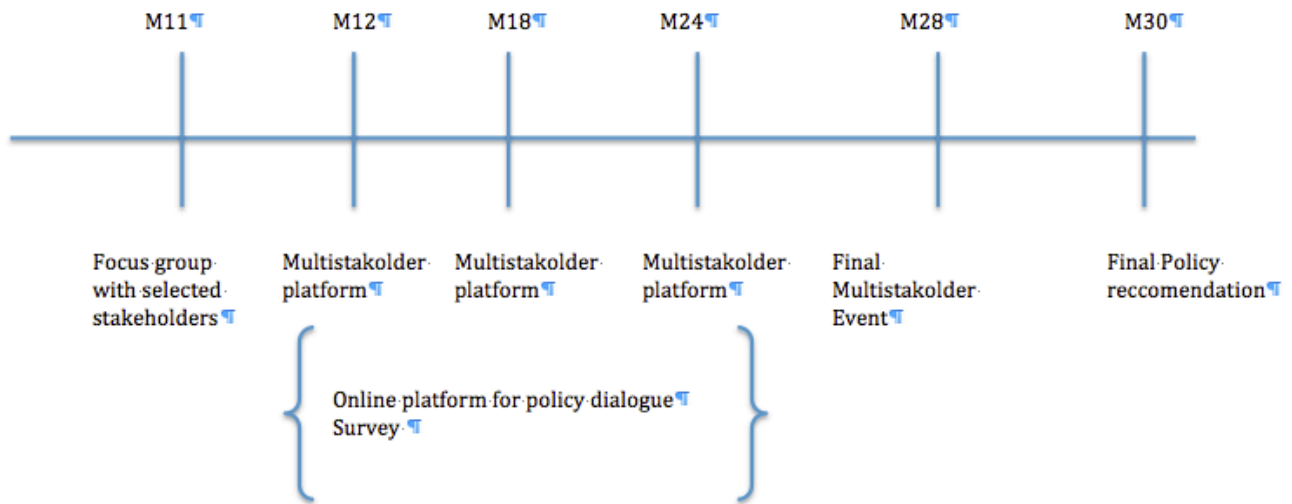 M11¶ M12¶ M18¶ M24¶ M28¶ M30¶
Focus group
with selected
stakeholders¶
Multistakolder
platform¶
Multistakolder
platform¶
Multistakolder
platform¶
Final
Multistakolder
Event¶
Final Policy
reccomendation¶
Online platform for policy dialogue¶
Survey ¶